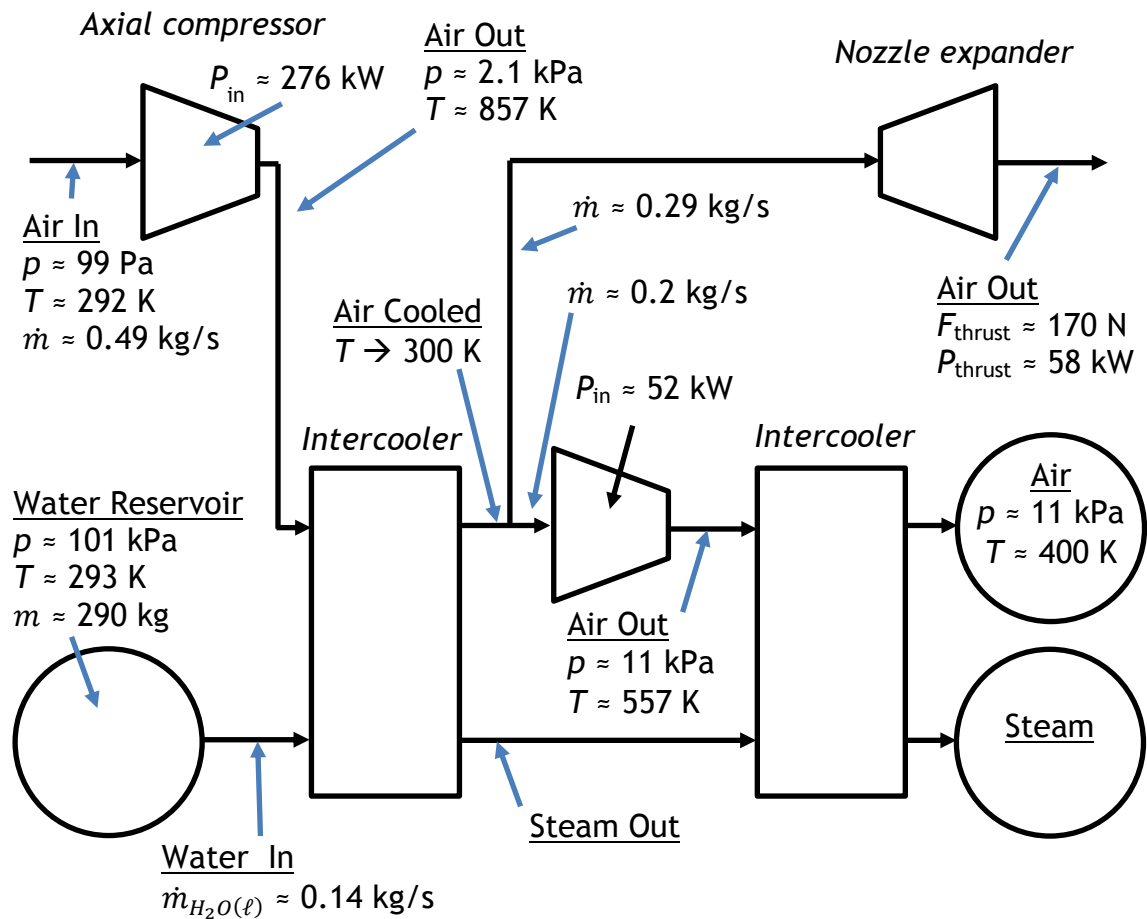 Axial compressor
P_in ≈ 276 kW
Air Out
p ≈ 2.1 kPa
T ≈ 857 K
Nozzle expander
Air In
p ≈ 99 Pa
T ≈ 292 K
ṁ ≈ 0.49 kg/s
ṁ ≈ 0.29 kg/s
ṁ ≈ 0.2 kg/s
Air Cooled
T → 300 K
Air Out
F_thrust ≈ 170 N
P_thrust ≈ 58 kW
P_in ≈ 52 kW
Intercooler
Intercooler
Water Reservoir
p ≈ 101 kPa
T ≈ 293 K
m ≈ 290 kg
Air
p ≈ 11 kPa
T ≈ 400 K
Air Out
p ≈ 11 kPa
T ≈ 557 K
Steam
Steam Out
Water In
ṁ_H₂O(ℓ) ≈ 0.14 kg/s